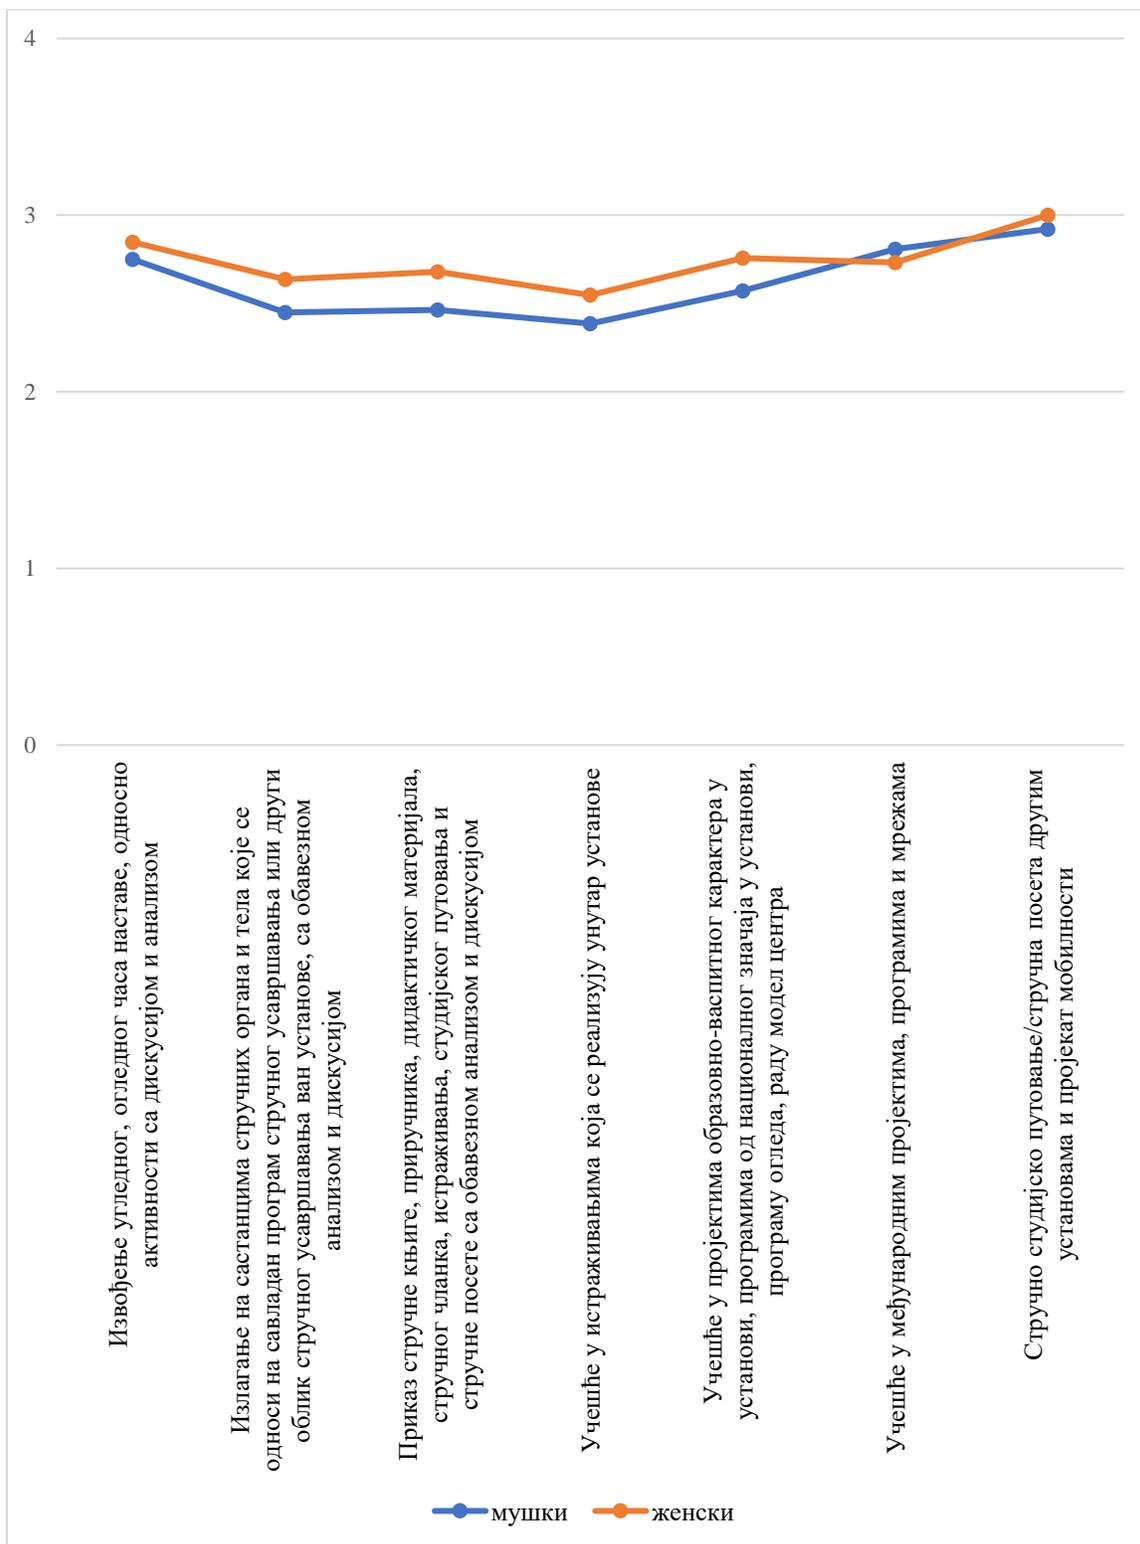 4
3
2
1
0
Извођење угледног, огледног часа наставе, односно
активности са дискусијом и анализом
Излагање на састанцима стручних органа и тела које се
односи на савладан програм стручног усавршавања или други
облик стручног усавршавања ван установе, са обавезном
анализом и дискусијом
Приказ стручне књиге, приручника, дидактичког материјала,
стручног чланка, истраживања, студијског путовања и
стручне посете са обавезном анализом и дискусијом
Учешће у истраживањима која се реализују унутар установе
Учешће у пројектима образовно-васпитног карактера у
установи, програмима од националног значаја у установи,
програму огледа, раду модел центра
Учешће у међународним пројектима, програмима и мрежама
Стручно студијско путовање/стручна посета другим
установама и пројекат мобилности
мушки
женски